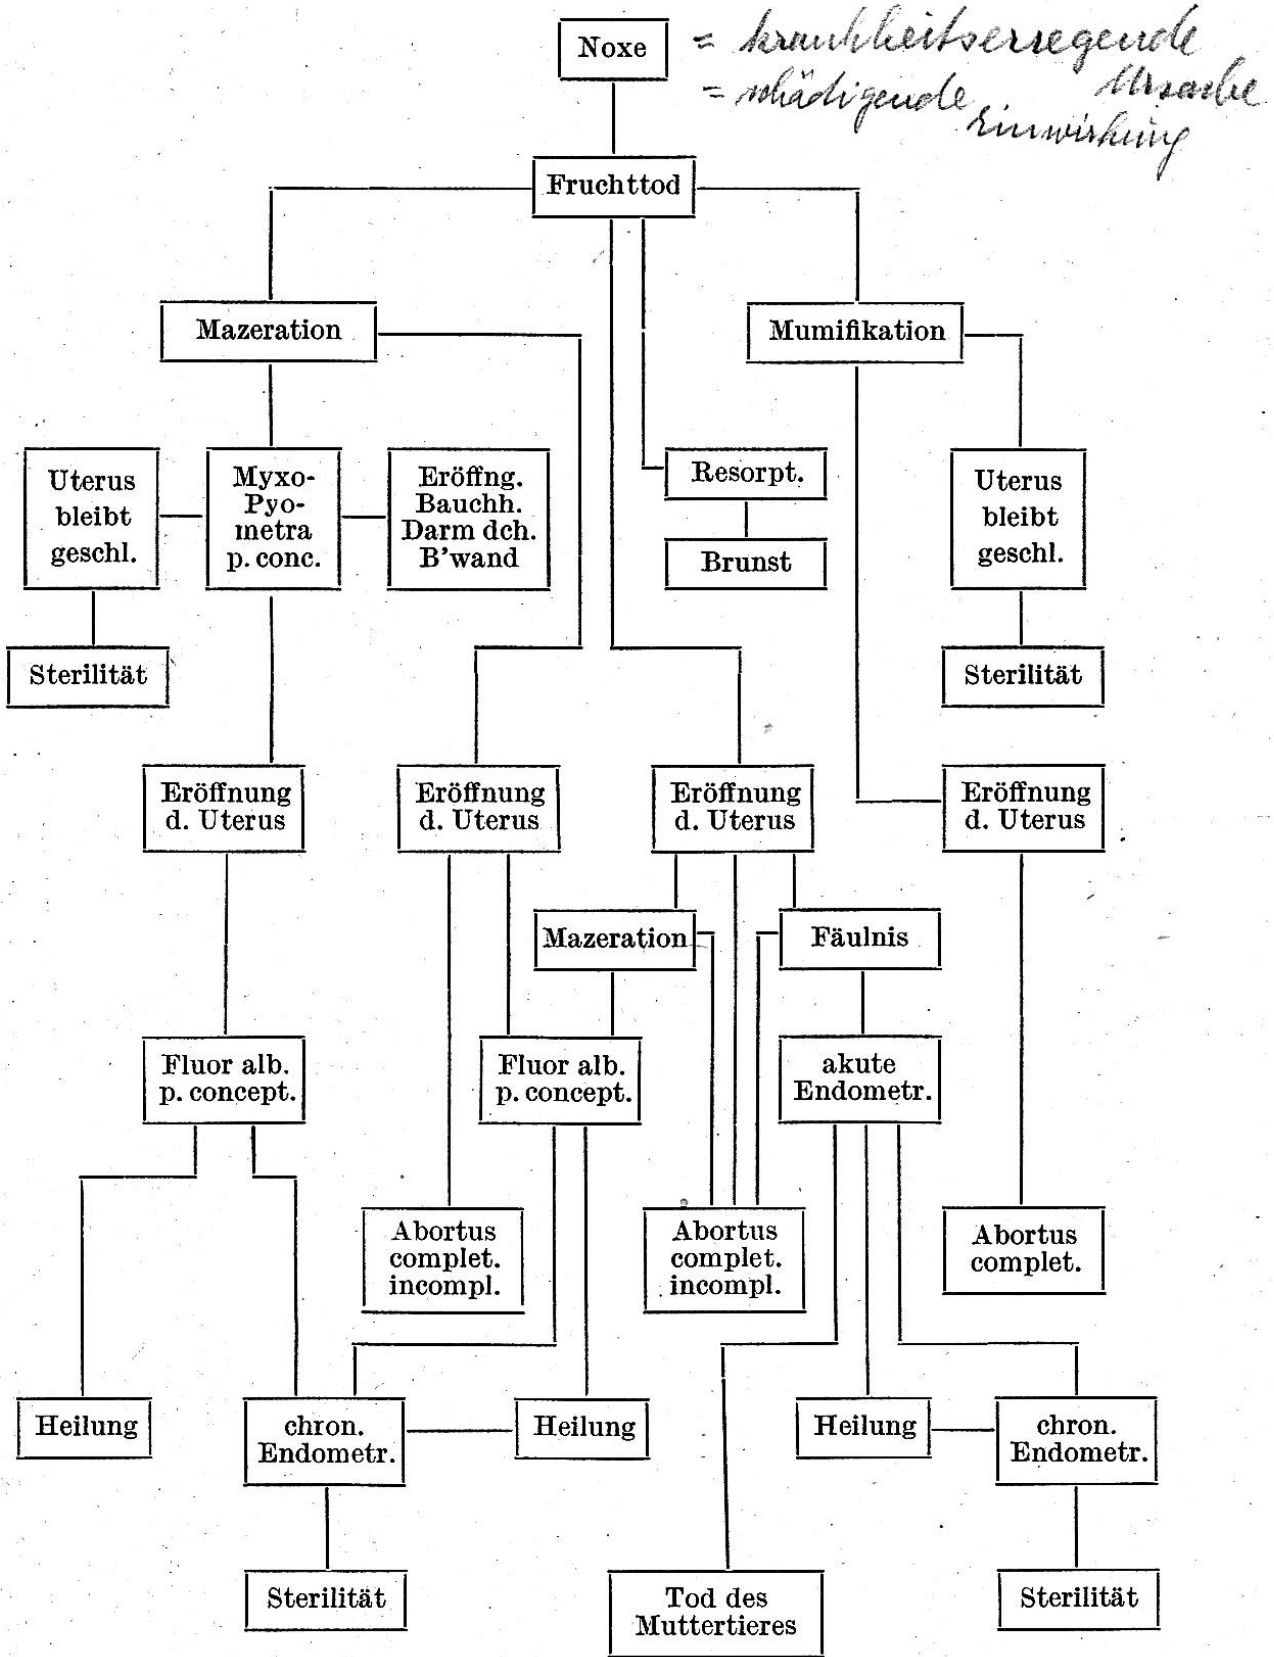 Noxe
= krankheitserregende
Ursache
= schädigende
Einwirkung
Fruchttod
Mazeration
Mumifikation
Uterus
bleibt
geschl.
Myxo-
Pyo-
metra
p. conc.
Eröffng.
Bauchh.
Darm dch.
B'wand
Resorpt.
Brunst
Uterus
bleibt
geschl.
Sterilität
Sterilität
Eröffnung
d. Uterus
Eröffnung
d. Uterus
Eröffnung
d. Uterus
Eröffnung
d. Uterus
Mazeration
Fäulnis
Fluor alb.
p. concept.
Fluor alb.
p. concept.
akute
Endometr.
Abortus
complet.
incompl.
Abortus
complet.
incompl.
Abortus
complet.
Heilung
chron.
Endometr.
Heilung
Heilung
chron.
Endometr.
Sterilität
Tod des
Muttertieres
Sterilität